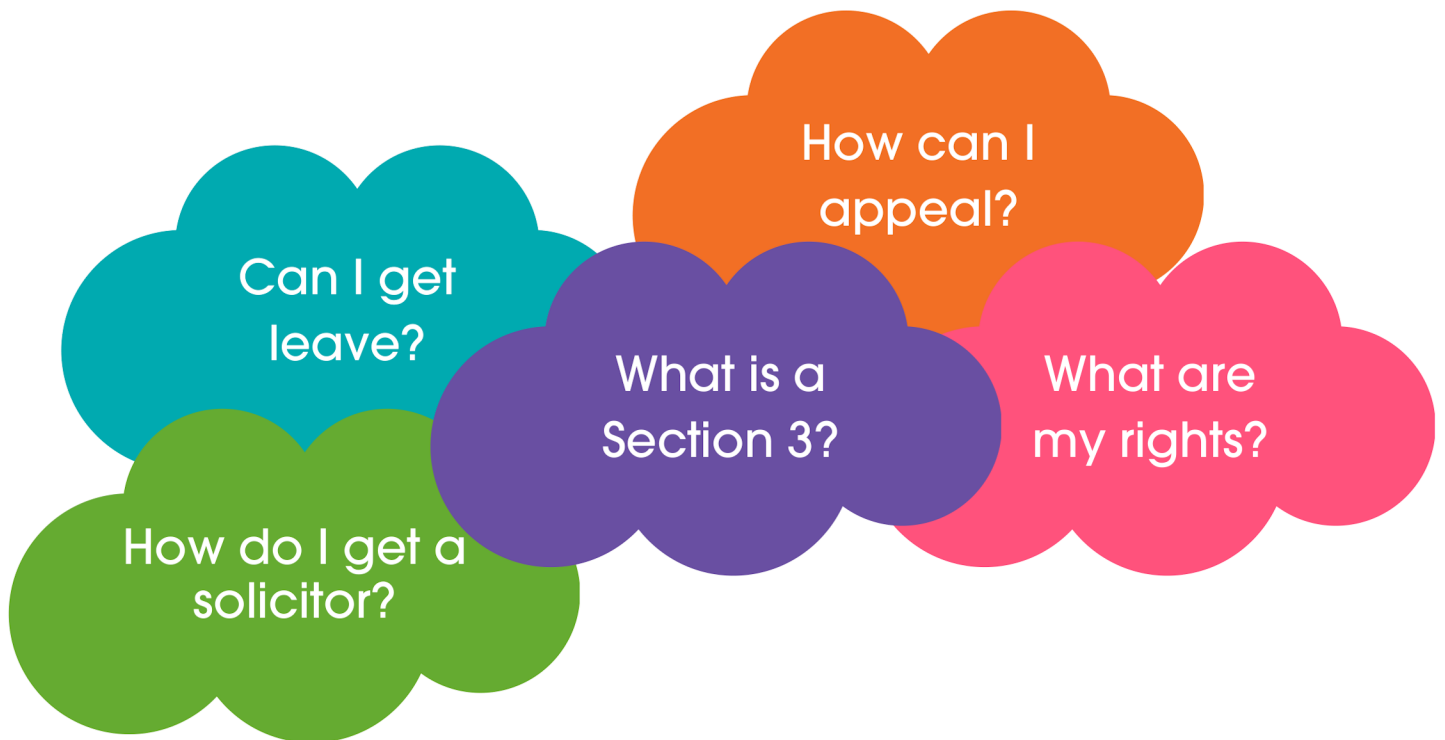 How can I
appeal?
Can I get
leave?
What is a
Section 3?
What are
my rights?
How do I get a
solicitor?